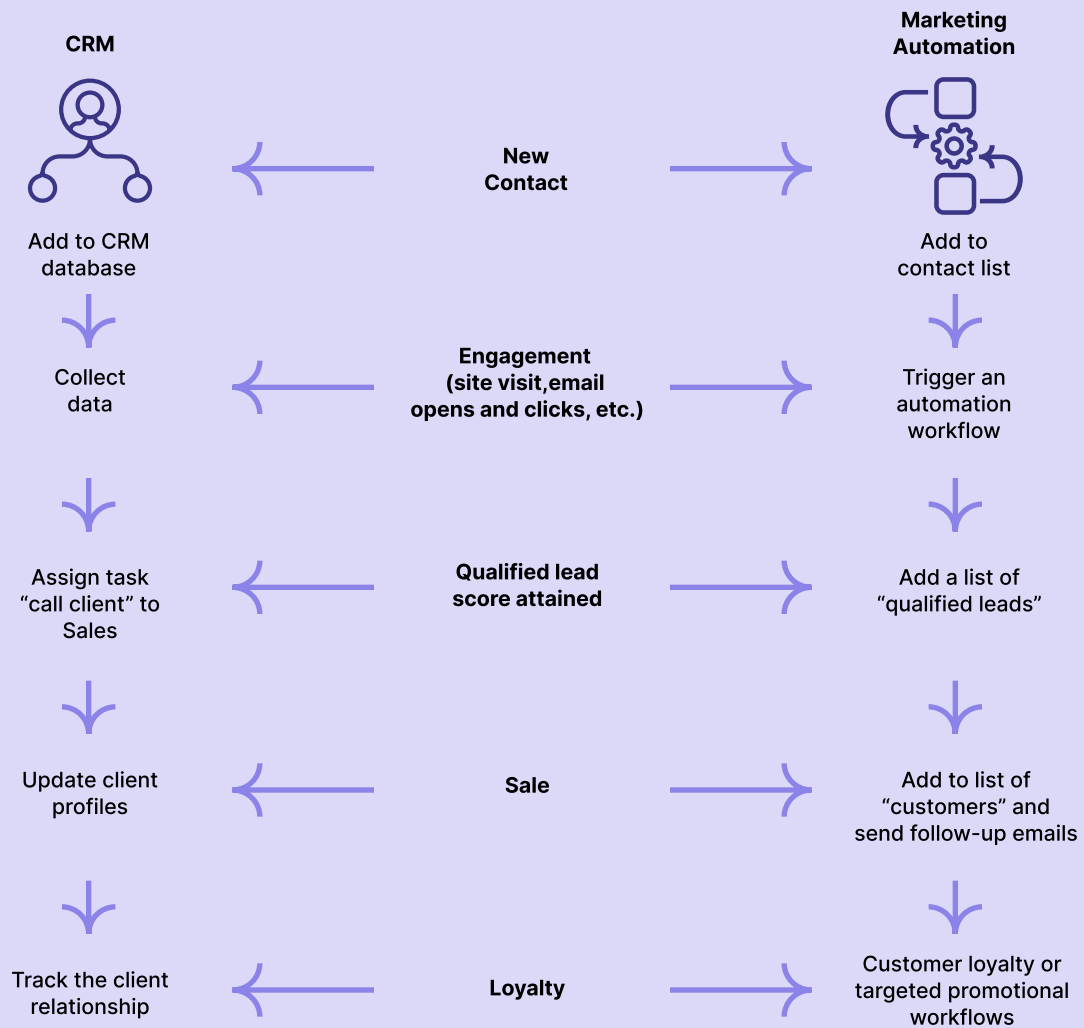 CRM
Marketing
Automation
New
Contact
Add to CRM
database
Add to
contact list
Collect
data
Engagement
(site visit,email
opens and clicks, etc.)
Trigger an
automation
workflow
Assign task
“call client” to
Sales
Qualified lead
score attained
Add a list of
“qualified leads”
Update client
profiles
Sale
Add to list of
“customers” and
send follow-up emails
Track the client
relationship
Loyalty
Customer loyalty or
targeted promotional
workflows